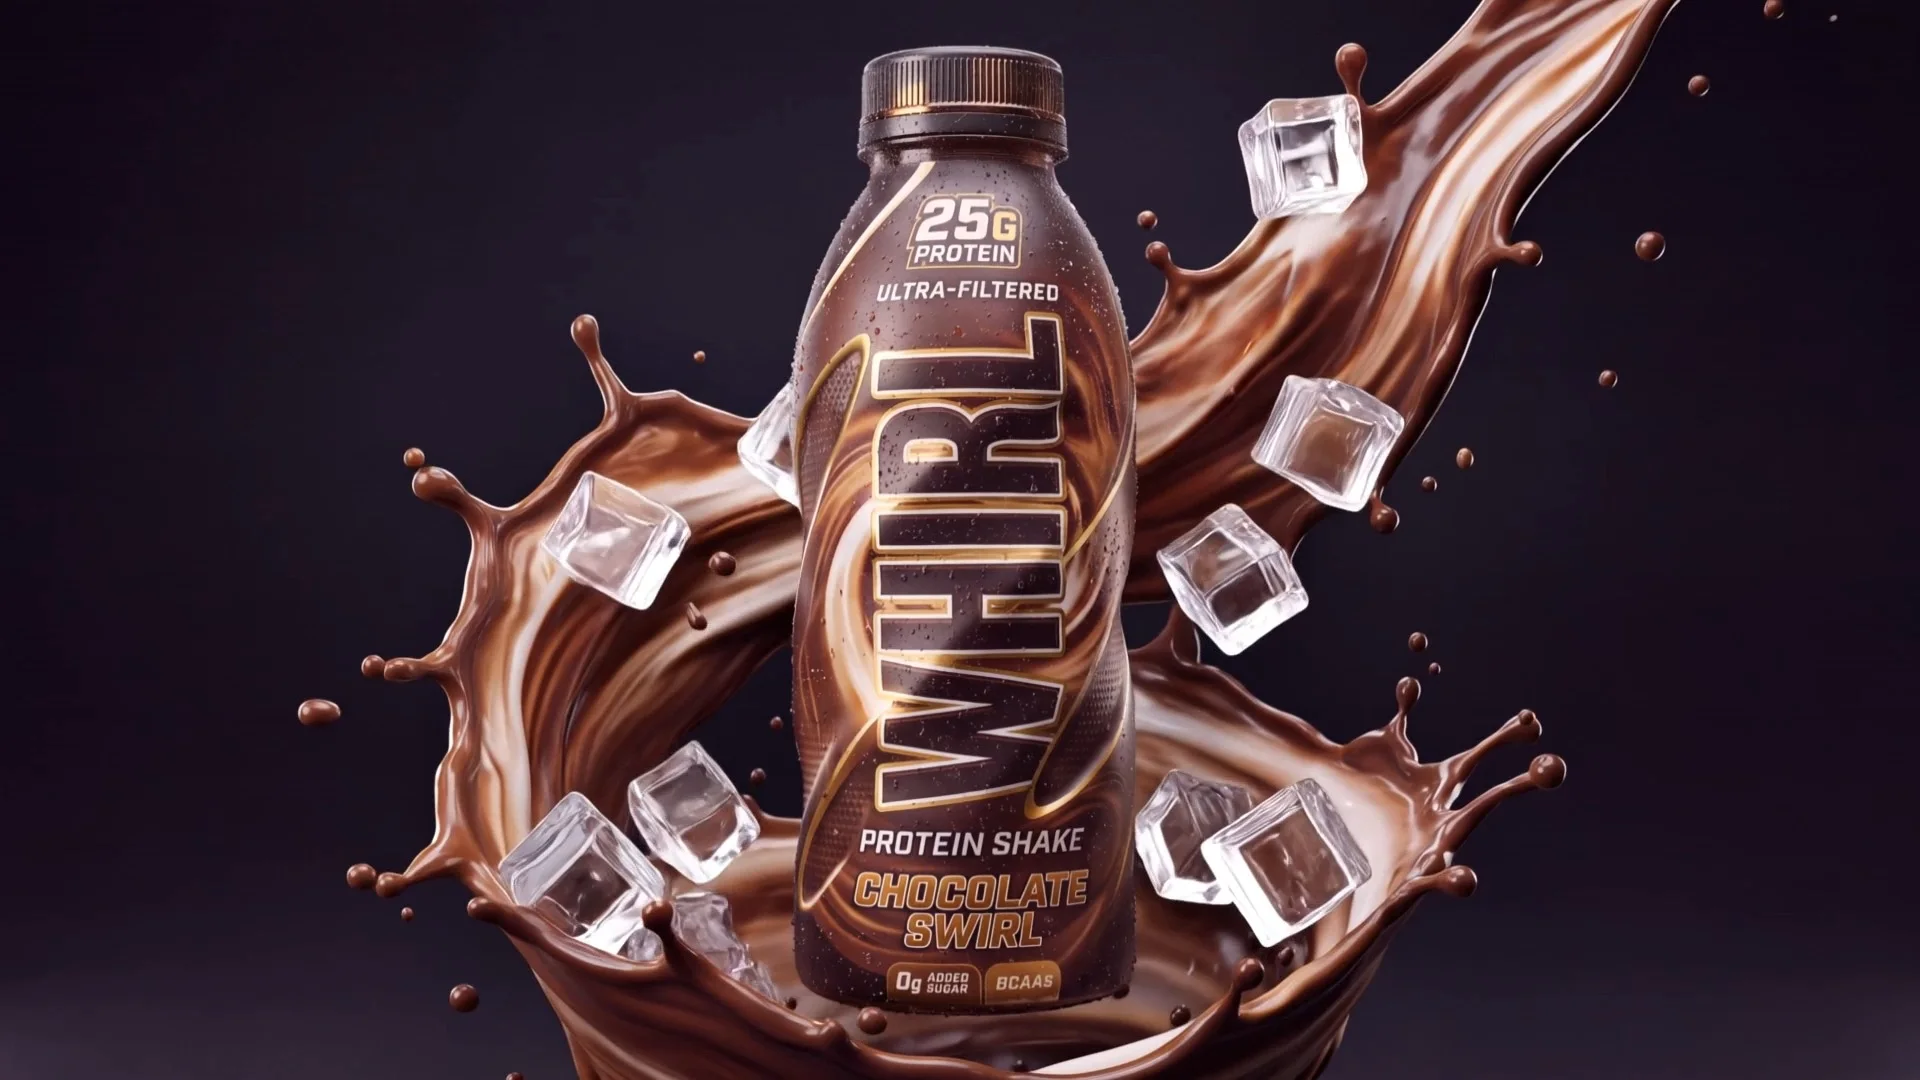 25G
PROTEIN
ULTRA-FILTERED
WHIRL
PROTEIN SHAKE
CHOCOLATE
SWIRL
0g ADDED
SUGAR
BCAAS